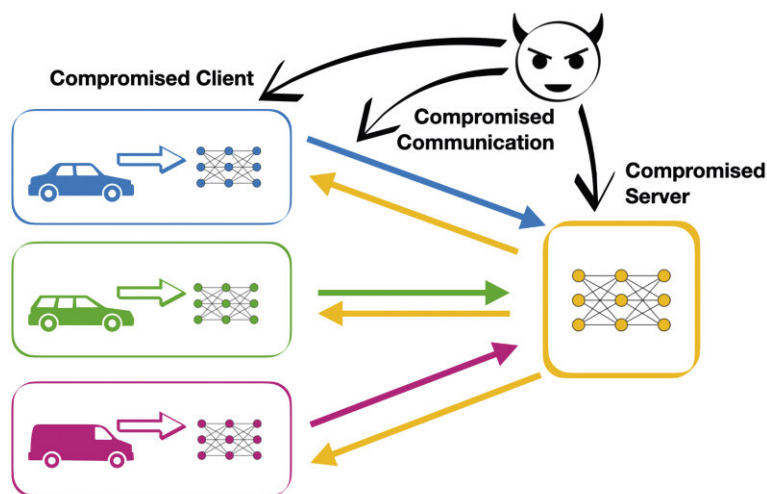 Compromised Client
Compromised
Communication
Compromised
Server